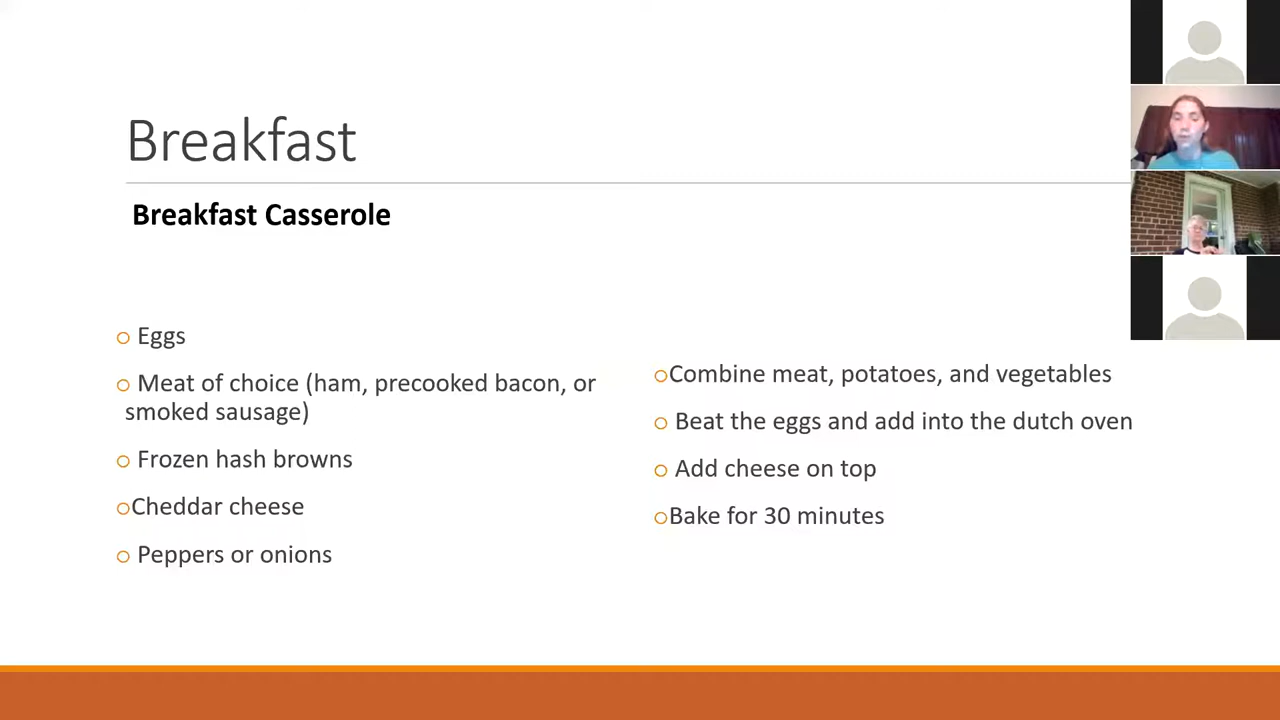 Breakfast
Breakfast Casserole
Eggs
Meat of choice (ham, precooked bacon, or
smoked sausage)
Frozen hash browns
Cheddar cheese
Peppers or onions
Combine meat, potatoes, and vegetables
Beat the eggs and add into the dutch oven
Add cheese on top
Bake for 30 minutes